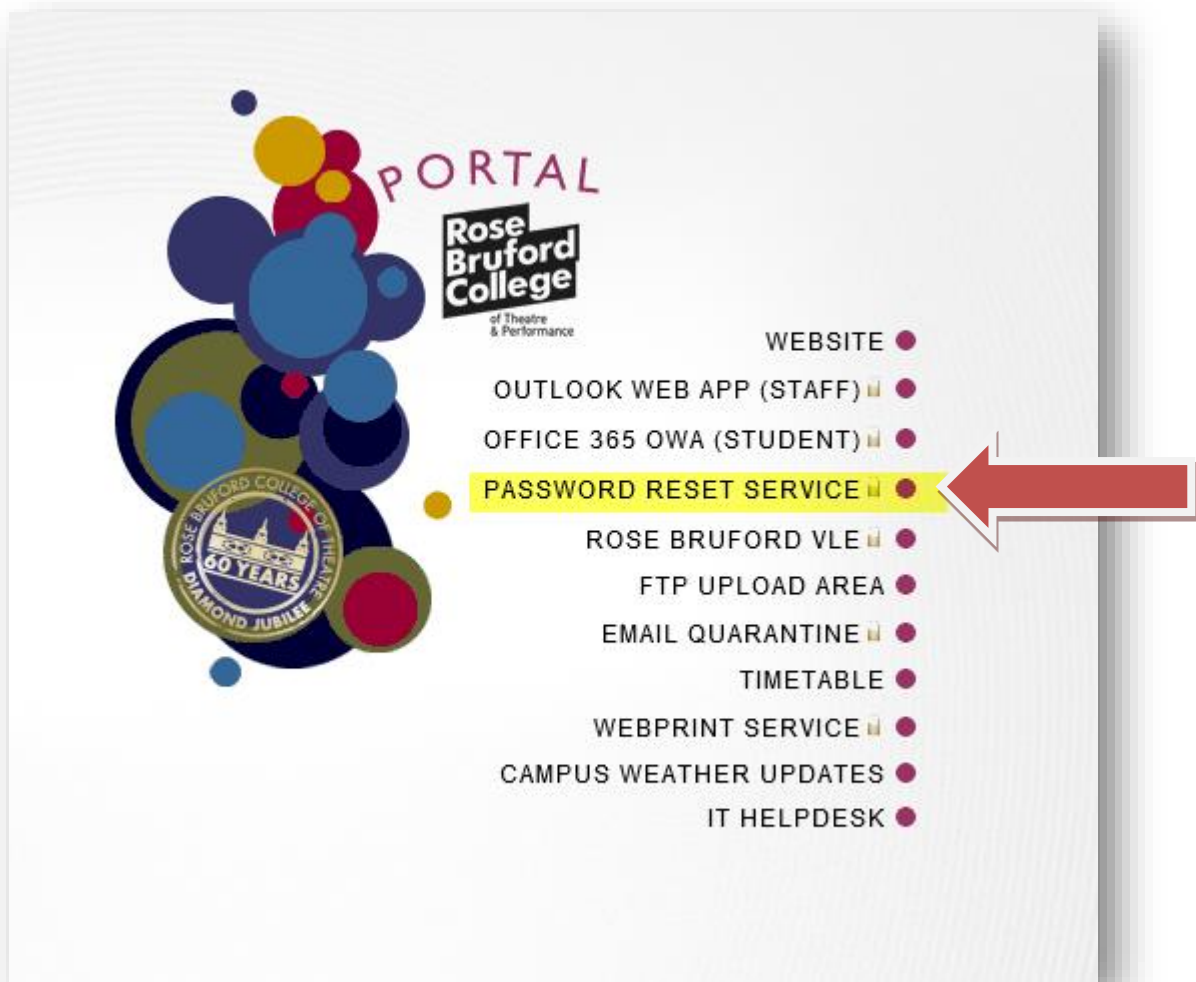 PORTAL
Rose
Bruford
College
of Theatre
& Performance
WEBSITE
OUTLOOK WEB APP (STAFF)
OFFICE 365 OWA (STUDENT)
PASSWORD RESET SERVICE
ROSE BRUFORD VLE
FTP UPLOAD AREA
EMAIL QUARANTINE
TIMETABLE
WEBPRINT SERVICE
CAMPUS WEATHER UPDATES
IT HELPDESK
ROSE BRUFORD COLLEGE OF THEATRE
60 YEARS
DIAMOND JUBILEE